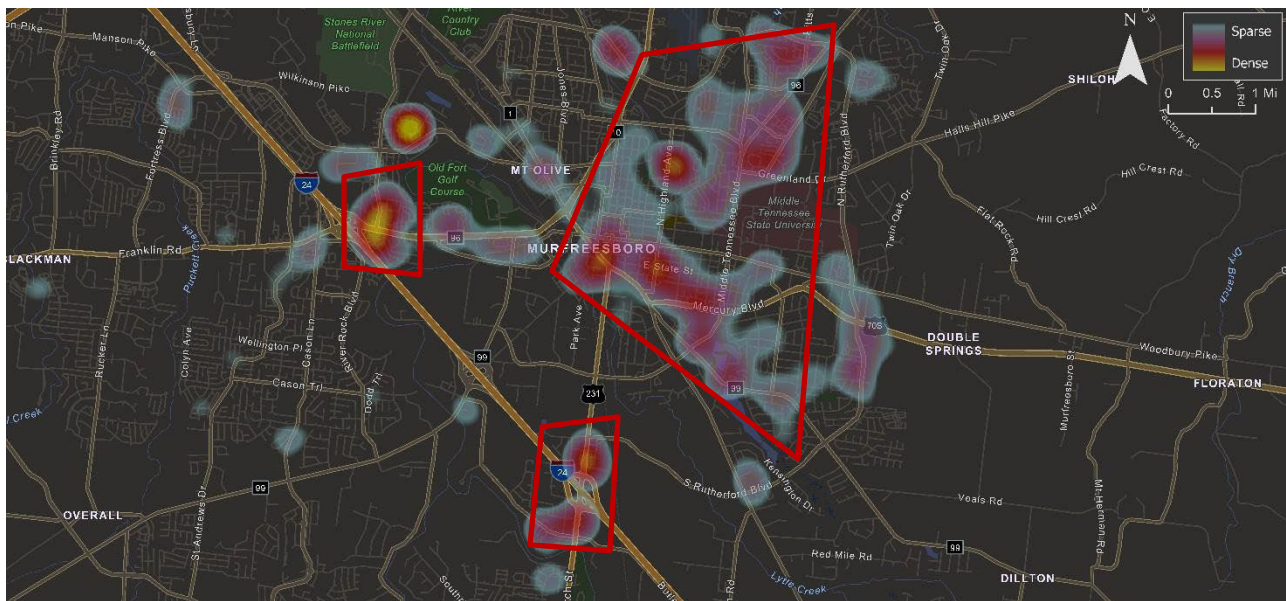 Stones River
National
Battlefield
River
Country
Club
Manson Pike
Wilkinson Pike
Brinkley Rd
Fortress Blvd
Jones Blvd
1
MT OLIVE
Old Fort
Golf
Course
24
96
Franklin Rd
BLACKMAN
Puckett Creek
MURFREESBORO
N Highland Ave
Greenland Dr
Middle
Tennessee
State University
Middle Tennessee Blvd
E State St
Mercury Blvd
96
N Rutherford Blvd
Twin Oak Dr
Twin Oak Dr
N
Sparse
Dense
0 0.5 1 Mi
SHILOH
Halls Hill Pike
Factory Rd
Hill Crest Rd
Hill Crest Rd
Flat Rock Rd
Dry Branch
705
DOUBLE
SPRINGS
Woodbury Pike
FLORATON
Murfreesboro St
Park Ave
231
99
River Rock Blvd
Cason Ln
Wellington Pl
Cason Trl
Dodd Trl
Rucker Ln
Colyn Ave
99
OVERALL
St Andrews Dr
24
S Rutherford Blvd
Kensington Dr
99
Veals Rd
Mt Herman Rd
Red Mile Rd
99
Lytle Creek
DILLTON